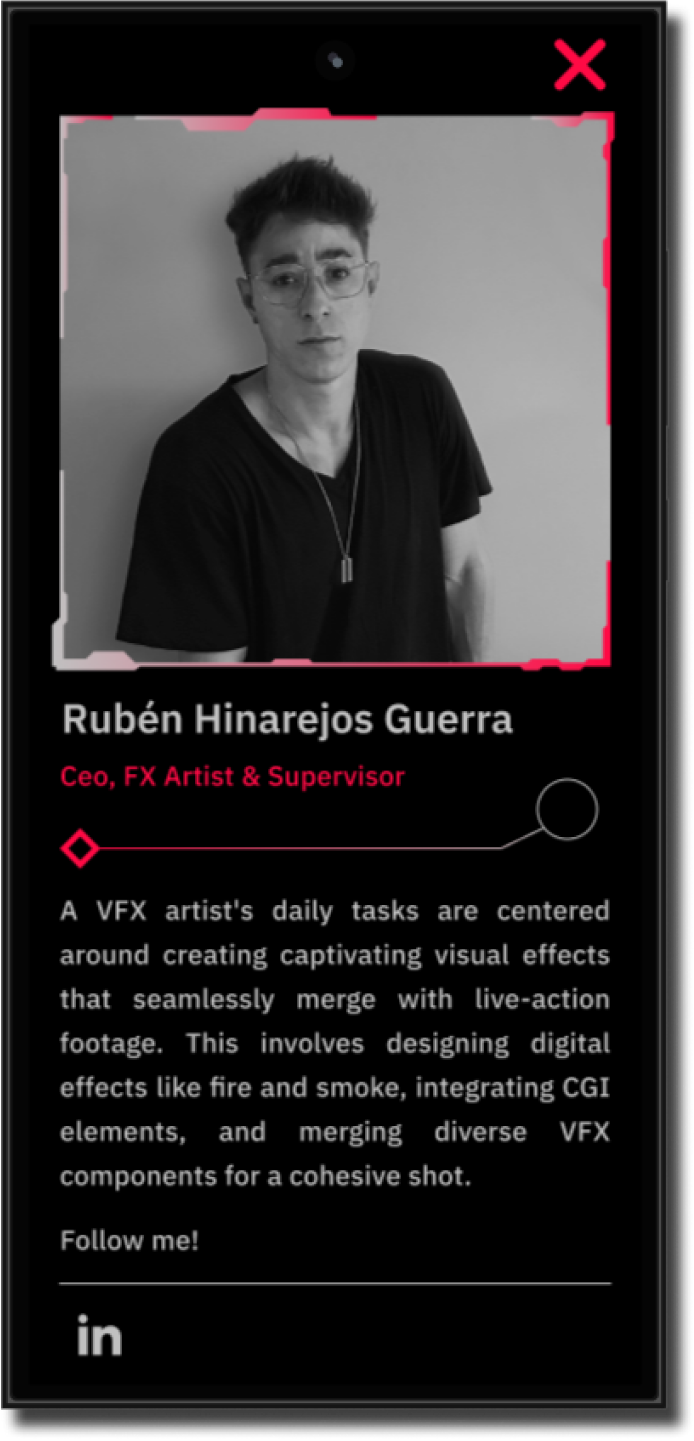 Rubén Hinarejos Guerra
Ceo, FX Artist & Supervisor
A VFX artist's daily tasks are centered
around creating captivating visual effects
that seamlessly merge with live-action
footage. This involves designing digital
effects like fire and smoke, integrating CGI
elements, and merging diverse VFX
components for a cohesive shot.
Follow me!
in